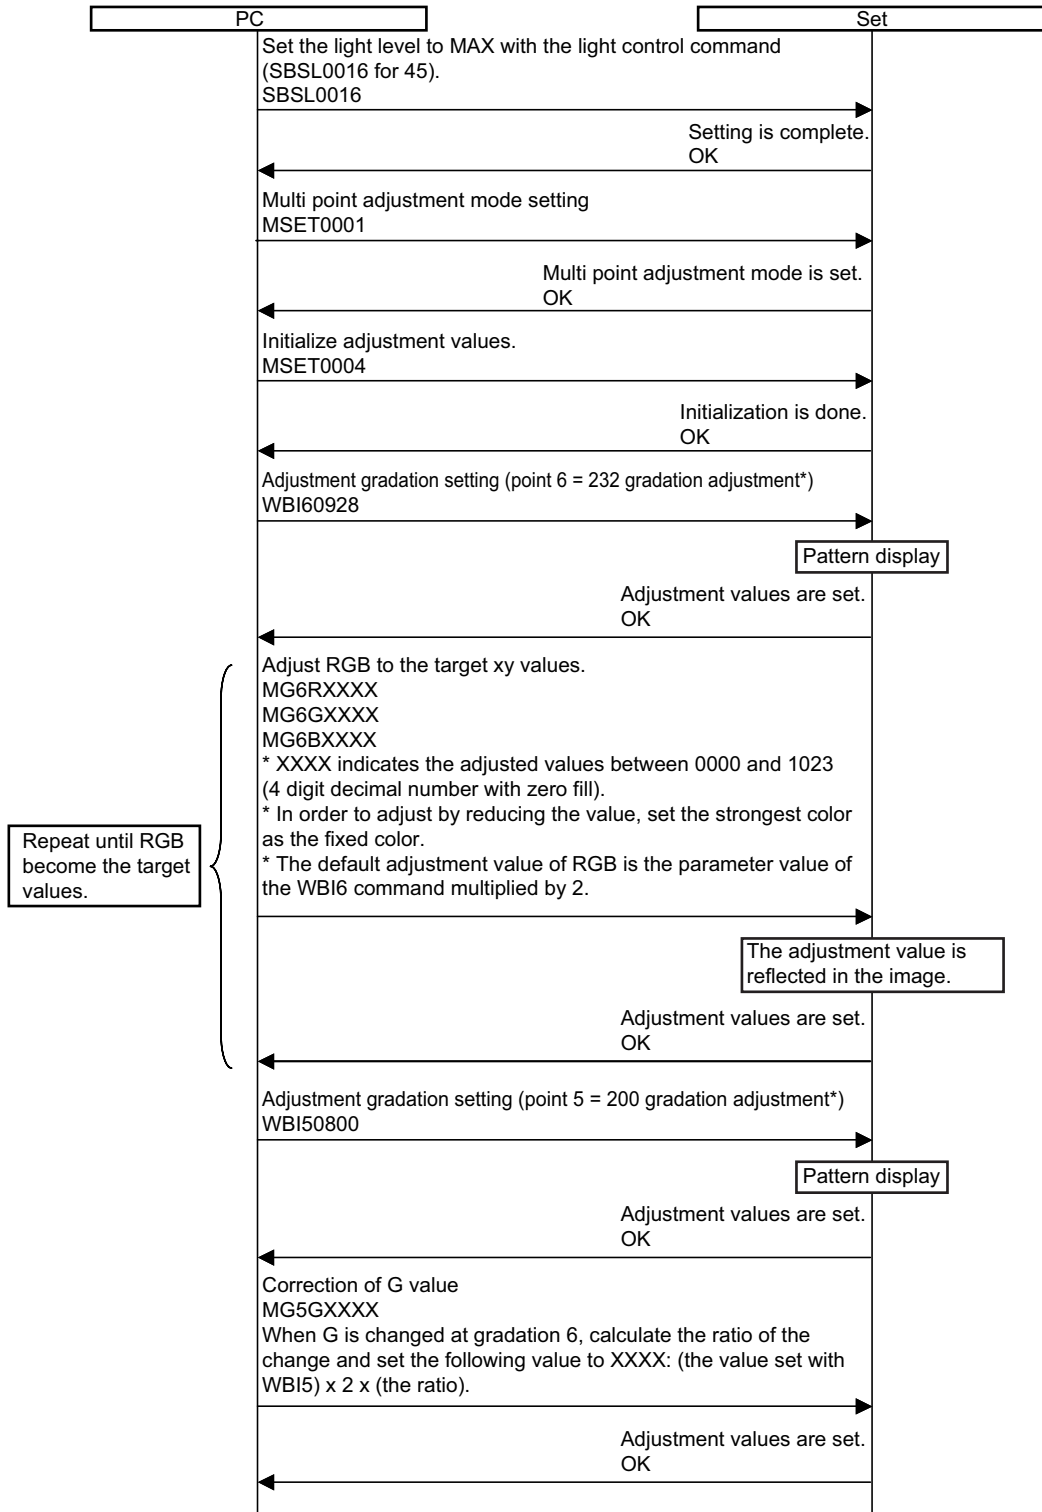 PC
Set
Set the light level to MAX with the light control command
(SBSL0016 for 45).
SBSL0016
Setting is complete.
OK
Multi point adjustment mode setting
MSET0001
Multi point adjustment mode is set.
OK
Initialize adjustment values.
MSET0004
Initialization is done.
OK
Adjustment gradation setting (point 6 = 232 gradation adjustment*)
WBI60928
Pattern display
Adjustment values are set.
OK
Adjust RGB to the target xy values.
MG6RXXXX
MG6GXXXX
MG6BXXXX
* XXXX indicates the adjusted values between 0000 and 1023
(4 digit decimal number with zero fill).
* In order to adjust by reducing the value, set the strongest color
as the fixed color.
* The default adjustment value of RGB is the parameter value of
the WBI6 command multiplied by 2.
Repeat until RGB
become the target
values.
The adjustment value is
reflected in the image.
Adjustment values are set.
OK
Adjustment gradation setting (point 5 = 200 gradation adjustment*)
WBI50800
Pattern display
Adjustment values are set.
OK
Correction of G value
MG5GXXXX
When G is changed at gradation 6, calculate the ratio of the
change and set the following value to XXXX: (the value set with
WBI5) x 2 x (the ratio).
Adjustment values are set.
OK